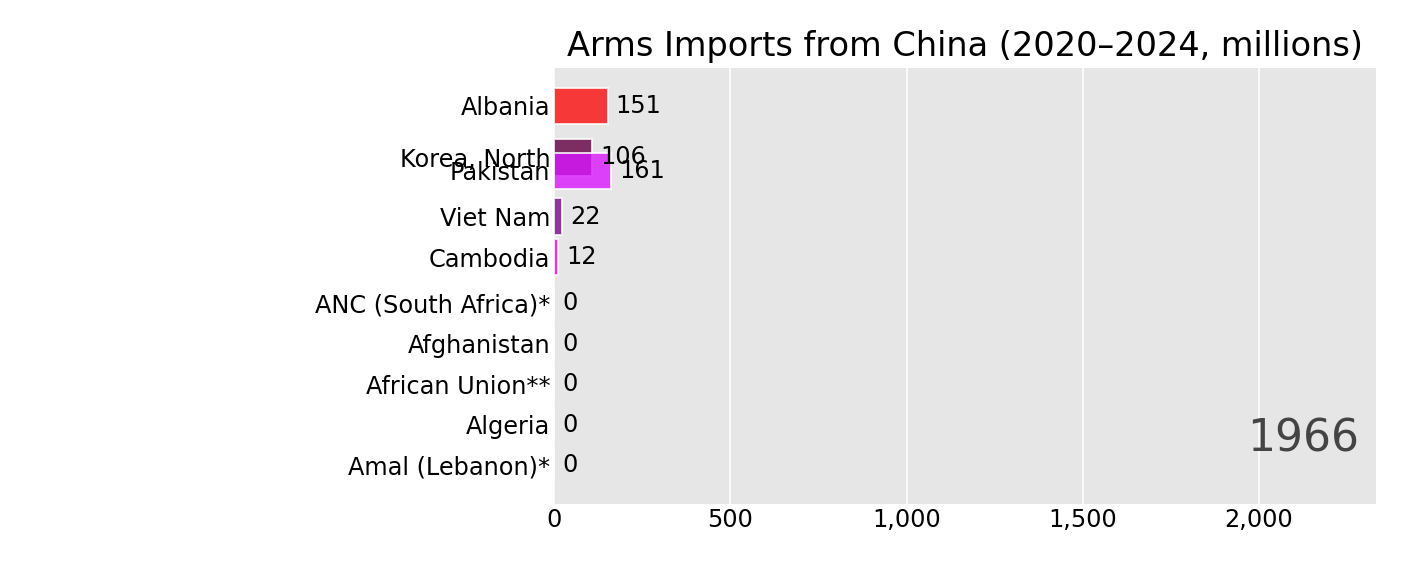 Arms Imports from China (2020–2024, millions)
Albania 151
Korea, North 106
Pakistan 161
Viet Nam 22
Cambodia 12
ANC (South Africa)* 0
Afghanistan 0
African Union** 0
Algeria 0
1966
Amal (Lebanon)* 0
0 500 1,000 1,500 2,000